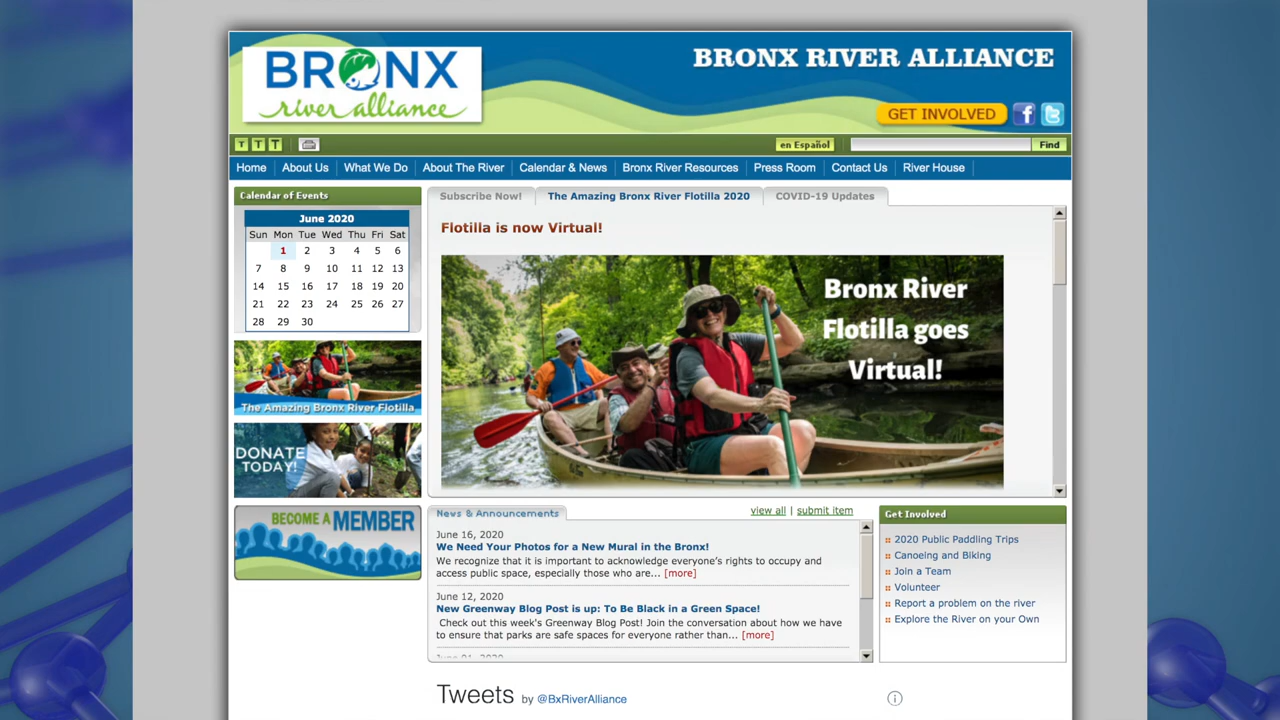 BRONX
river alliance
BRONX RIVER ALLIANCE
GET INVOLVED
T T T
en Español
Find
Home About Us What We Do About The River Calendar & News Bronx River Resources Press Room Contact Us River House
Calendar of Events
June 2020
Sun Mon Tue Wed Thu Fri Sat
1 2 3 4 5 6
7 8 9 10 11 12 13
14 15 16 17 18 19 20
21 22 23 24 25 26 27
28 29 30
The Amazing Bronx River Flotilla
DONATE
TODAY!
BECOME A MEMBER
Subscribe Now! The Amazing Bronx River Flotilla 2020 COVID-19 Updates
Flotilla is now Virtual!
Bronx River
Flotilla goes
Virtual!
News & Announcements
view all | submit item
June 16, 2020
We Need Your Photos for a New Mural in the Bronx!
We recognize that it is important to acknowledge everyone's rights to occupy and
access public space, especially those who are... [more]
June 12, 2020
New Greenway Blog Post is up: To Be Black in a Green Space!
Check out this week's Greenway Blog Post! Join the conversation about how we have
to ensure that parks are safe spaces for everyone rather than... [more]
Get Involved
2020 Public Paddling Trips
Canoeing and Biking
Join a Team
Volunteer
Report a problem on the river
Explore the River on your Own
Tweets by @BxRiverAlliance